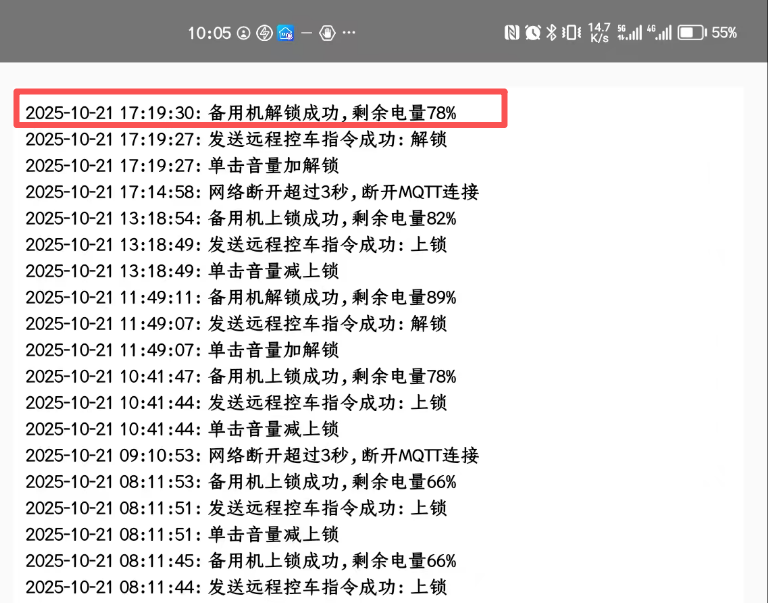 10:05
14.7 K/s 5G 4G 55%
2025-10-21 17:19:30: 备用机解锁成功,剩余电量78%
2025-10-21 17:19:27: 发送远程控车指令成功: 解锁
2025-10-21 17:19:27: 单击音量加解锁
2025-10-21 17:14:58: 网络断开超过3秒,断开MQTT连接
2025-10-21 13:18:54: 备用机上锁成功,剩余电量82%
2025-10-21 13:18:49: 发送远程控车指令成功: 上锁
2025-10-21 13:18:49: 单击音量减上锁
2025-10-21 11:49:11: 备用机解锁成功,剩余电量89%
2025-10-21 11:49:07: 发送远程控车指令成功: 解锁
2025-10-21 11:49:07: 单击音量加解锁
2025-10-21 10:41:47: 备用机上锁成功,剩余电量78%
2025-10-21 10:41:44: 发送远程控车指令成功: 上锁
2025-10-21 10:41:44: 单击音量减上锁
2025-10-21 09:10:53: 网络断开超过3秒,断开MQTT连接
2025-10-21 08:11:53: 备用机上锁成功,剩余电量66%
2025-10-21 08:11:51: 发送远程控车指令成功: 上锁
2025-10-21 08:11:51: 单击音量减上锁
2025-10-21 08:11:45: 备用机上锁成功,剩余电量66%
2025-10-21 08:11:44: 发送远程控车指令成功: 上锁